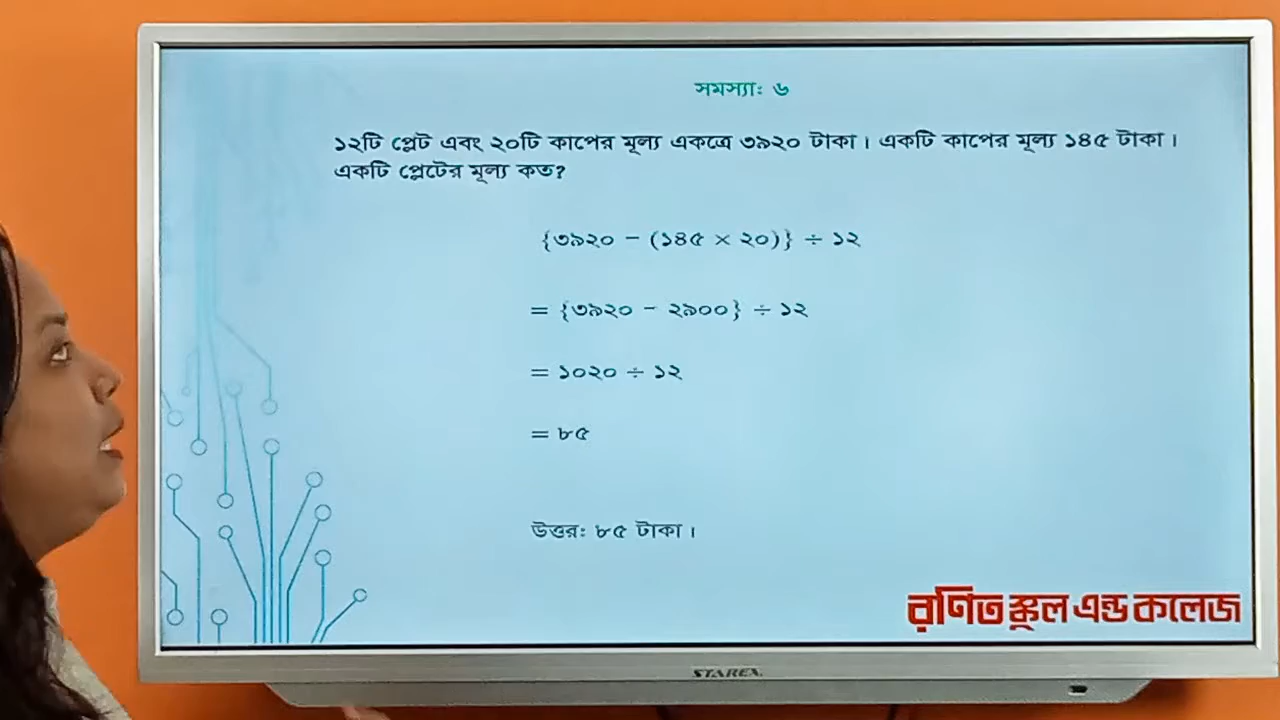 সমস্যাঃ ৬
১২টি প্লেট এবং ২০টি কাপের মূল্য একত্রে ৩৯২০ টাকা। একটি কাপের মূল্য ১৪৫ টাকা।
একটি প্লেটের মূল্য কত?
{৩৯২০ − (১৪৫ × ২০)} ÷ ১২
= {৩৯২০ − ২৯০০} ÷ ১২
= ১০২০ ÷ ১২
= ৮৫
উত্তরঃ ৮৫ টাকা।
রণিত স্কুল এন্ড কলেজ
STAREX